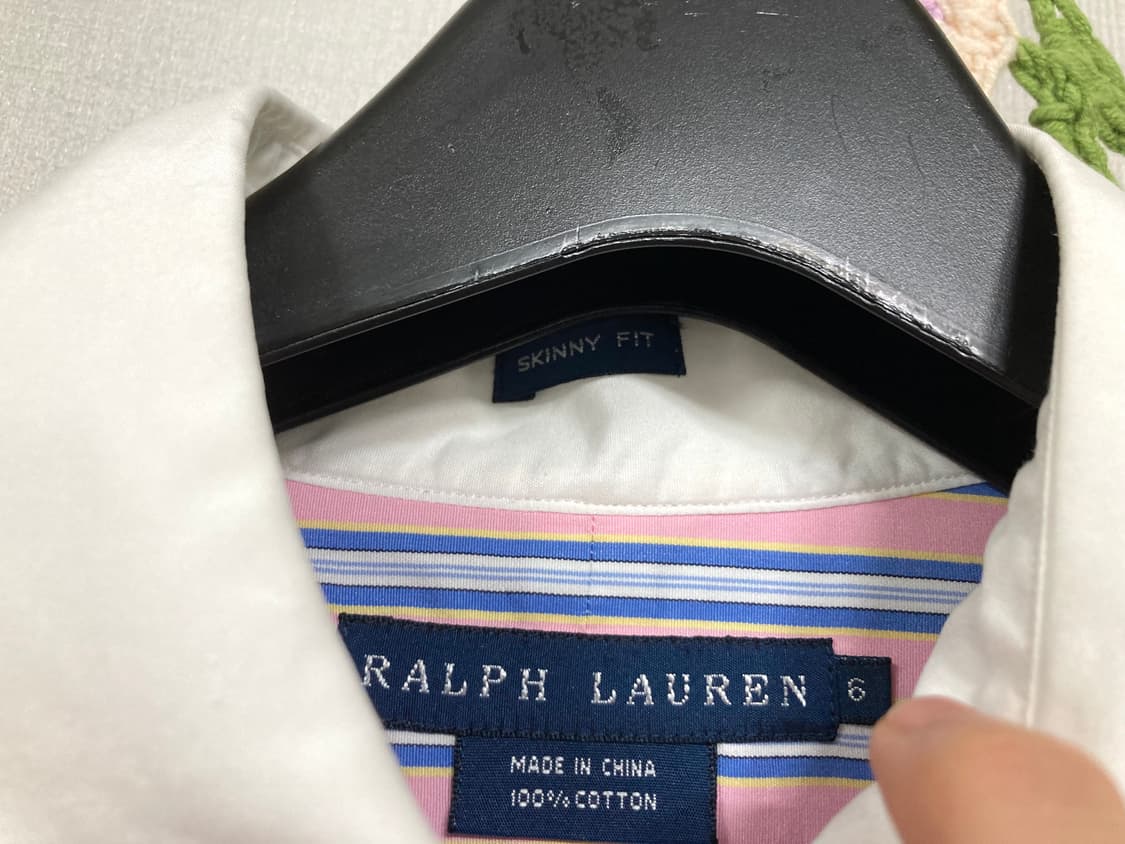 SKINNY FIT
RALPH LAUREN
6
MADE IN CHINA
100% COTTON